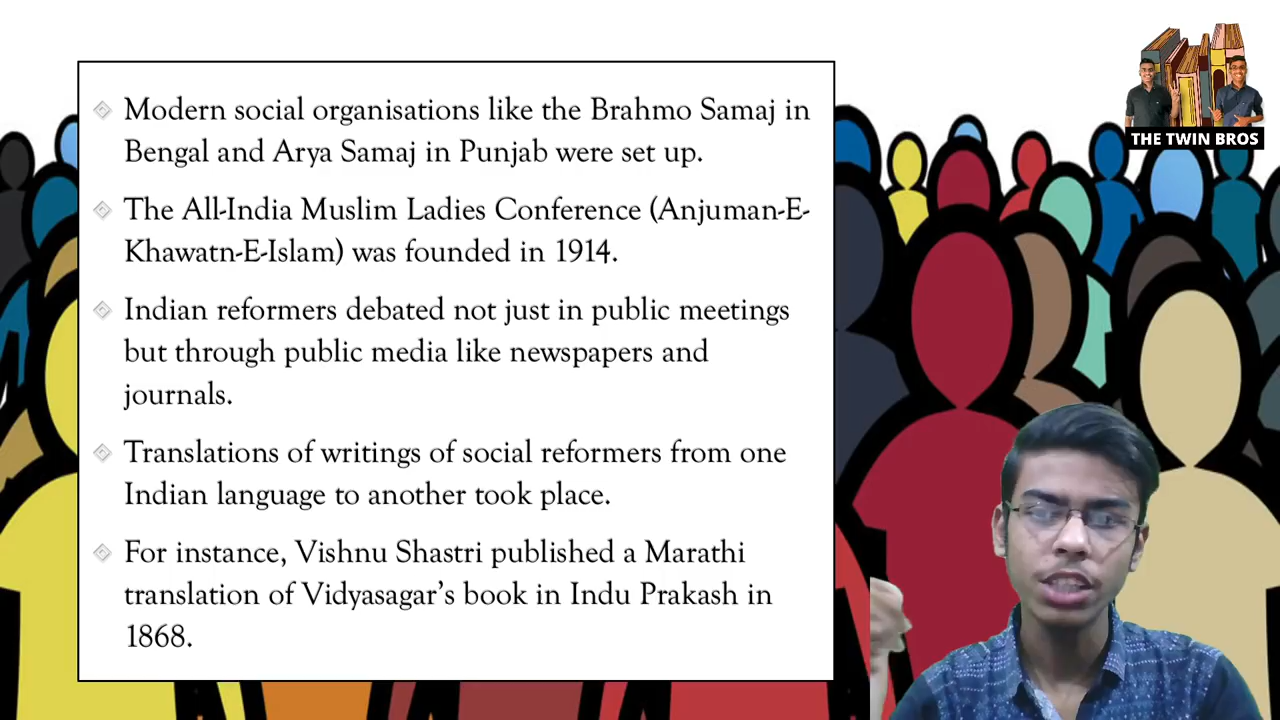 Modern social organisations like the Brahmo Samaj in
Bengal and Arya Samaj in Punjab were set up.
The All-India Muslim Ladies Conference (Anjuman-E-
Khawatn-E-Islam) was founded in 1914.
Indian reformers debated not just in public meetings
but through public media like newspapers and
journals.
Translations of writings of social reformers from one
Indian language to another took place.
For instance, Vishnu Shastri published a Marathi
translation of Vidyasagar’s book in Indu Prakash in
1868.
THE TWIN BROS